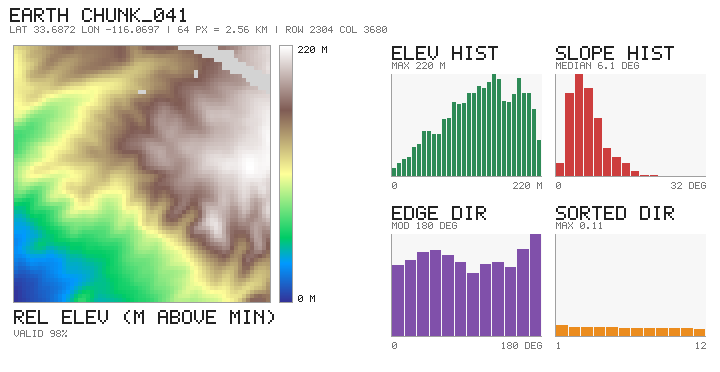 EARTH CHUNK_041
LAT 33.6872 LON -116.0697 | 64 PX = 2.56 KM | ROW 2304 COL 3680
220 M
0 M
REL ELEV (M ABOVE MIN)
VALID 98%
ELEV HIST
MAX 220 M
0 220 M
SLOPE HIST
MEDIAN 6.1 DEG
0 32 DEG
EDGE DIR
MOD 180 DEG
0 180 DEG
SORTED DIR
MAX 0.11
1 12